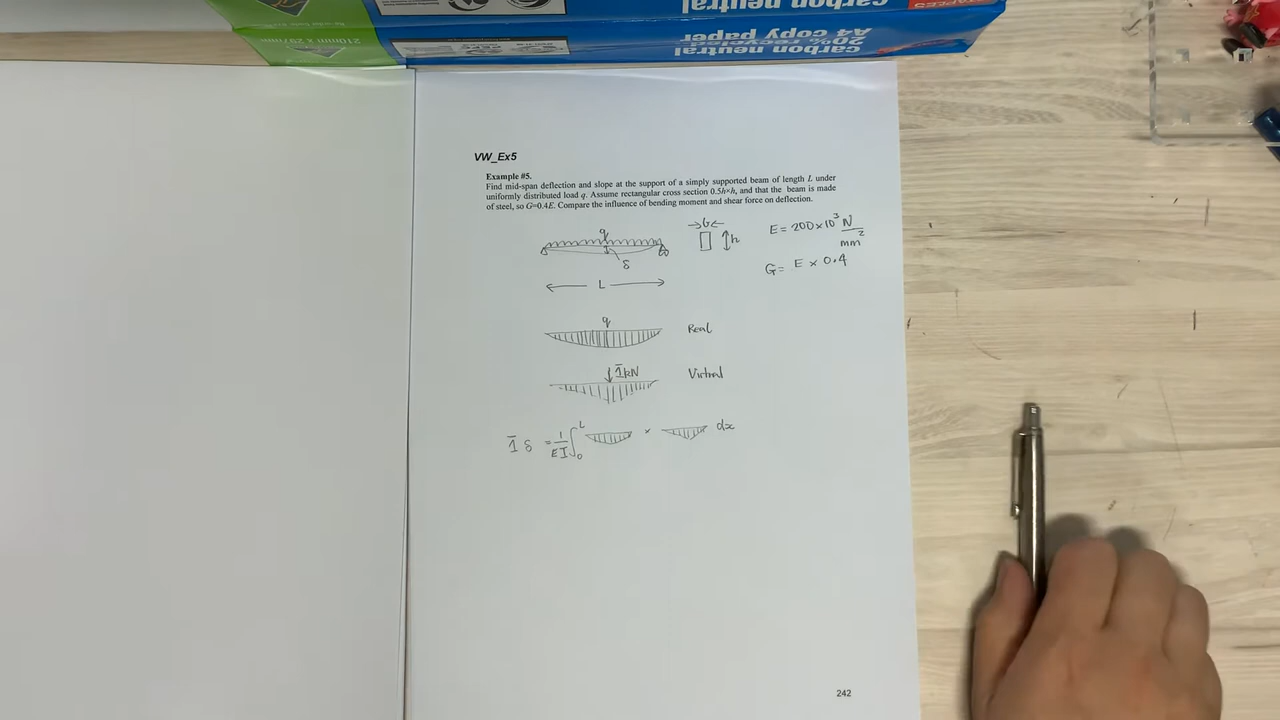 carbon neutral
20% recycled
A4 copy paper
210mm x 297mm
VW_Ex5
Example #5.
Find mid-span deflection and slope at the support of a simply supported beam of length L under
uniformly distributed load q. Assume rectangular cross section 0.5h×h, and that the beam is made
of steel, so G=0.4E. Compare the influence of bending moment and shear force on deflection.
q
b
h
E = 200 × 10³ N/mm²
δ
G = E × 0.4
L
q
Real
1̄ kN
Virtual
1̄ δ = 1/EI ∫₀ᴸ × dx
242